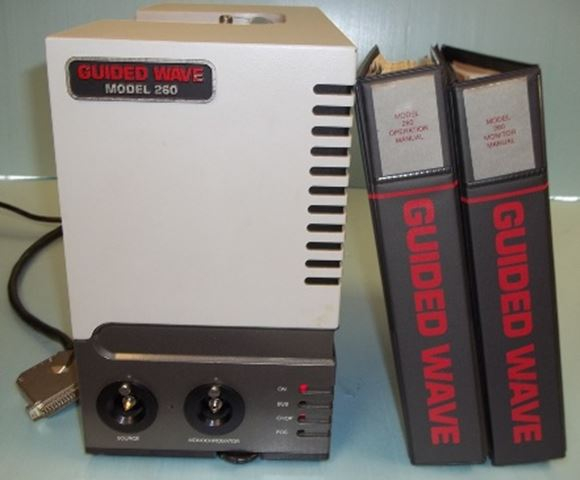 GUIDED WAVE
MODEL 260
ON
SOURCE
MONOCHROMATOR
MODEL
260
OPERATION
MANUAL
GUIDED WAVE
MODEL
260
MONITOR
MANUAL
GUIDED WAVE